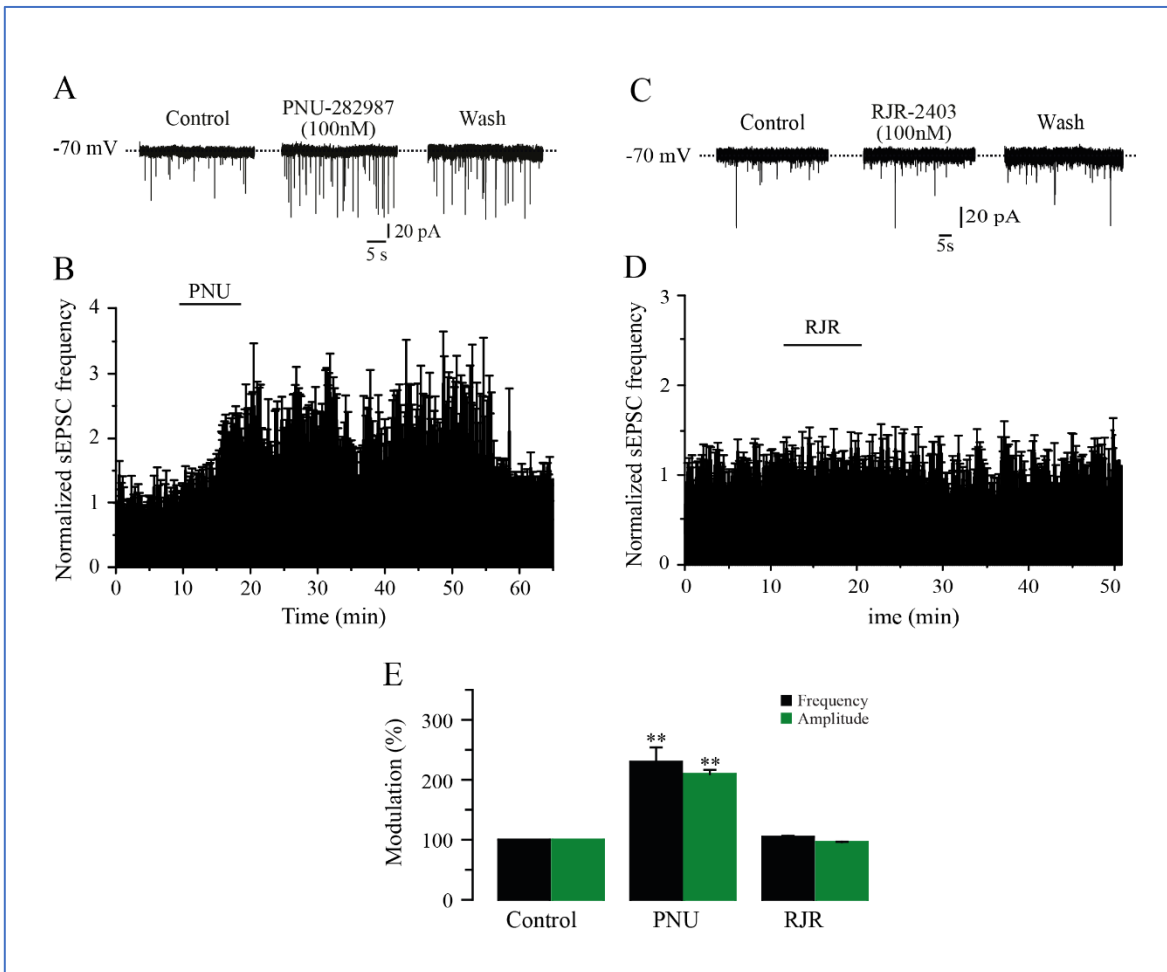 A
Control
PNU-282987
(100nM)
Wash
-70 mV
20 pA
5 s
C
Control
RJR-2403
(100nM)
Wash
-70 mV
20 pA
5s
B
PNU
Normalized sEPSC frequency
4
3
2
1
0
0 10 20 30 40 50 60
Time (min)
D
RJR
Normalized sEPSC frequency
3
2
1
0
0 10 20 30 40 50
ime (min)
E
Modulation (%)
300
200
100
0
Frequency
Amplitude
**
**
Control PNU RJR